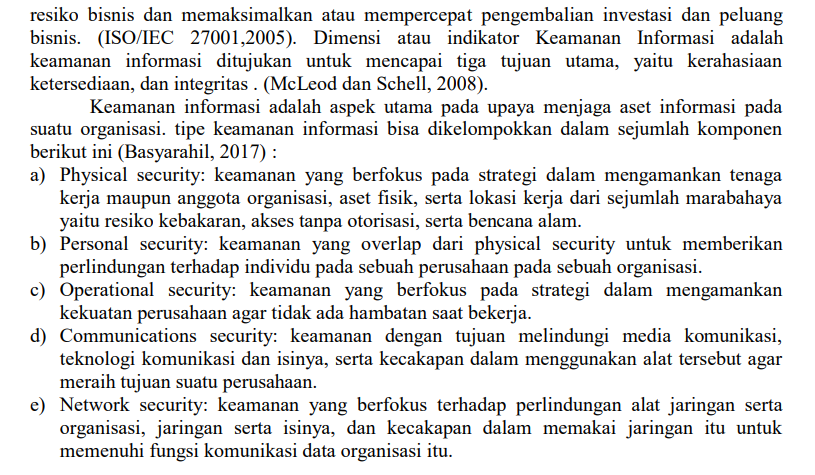 resiko bisnis dan memaksimalkan atau mempercepat pengembalian investasi dan peluang
bisnis. (ISO/IEC 27001,2005). Dimensi atau indikator Keamanan Informasi adalah
keamanan informasi ditujukan untuk mencapai tiga tujuan utama, yaitu kerahasiaan
ketersediaan, dan integritas . (McLeod dan Schell, 2008).
Keamanan informasi adalah aspek utama pada upaya menjaga aset informasi pada
suatu organisasi. tipe keamanan informasi bisa dikelompokkan dalam sejumlah komponen
berikut ini (Basyarahil, 2017) :
a) Physical security: keamanan yang berfokus pada strategi dalam mengamankan tenaga
kerja maupun anggota organisasi, aset fisik, serta lokasi kerja dari sejumlah marabahaya
yaitu resiko kebakaran, akses tanpa otorisasi, serta bencana alam.
b) Personal security: keamanan yang overlap dari physical security untuk memberikan
perlindungan terhadap individu pada sebuah perusahaan pada sebuah organisasi.
c) Operational security: keamanan yang berfokus pada strategi dalam mengamankan
kekuatan perusahaan agar tidak ada hambatan saat bekerja.
d) Communications security: keamanan dengan tujuan melindungi media komunikasi,
teknologi komunikasi dan isinya, serta kecakapan dalam menggunakan alat tersebut agar
meraih tujuan suatu perusahaan.
e) Network security: keamanan yang berfokus terhadap perlindungan alat jaringan serta
organisasi, jaringan serta isinya, dan kecakapan dalam memakai jaringan itu untuk
memenuhi fungsi komunikasi data organisasi itu.